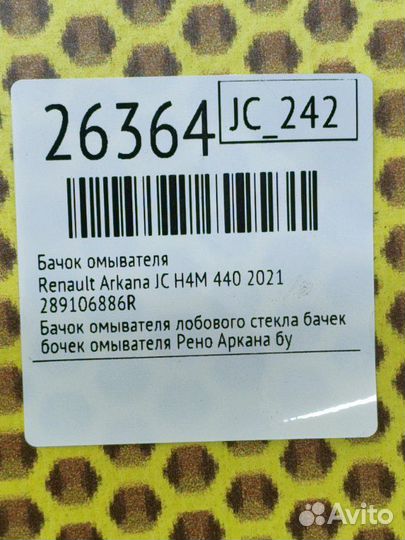 26364
JC_242
Бачок омывателя
Renault Arkana JC H4M 440 2021
289106886R
Бачок омывателя лобового стекла бачек
бочек омывателя Рено Аркана бу
Avito